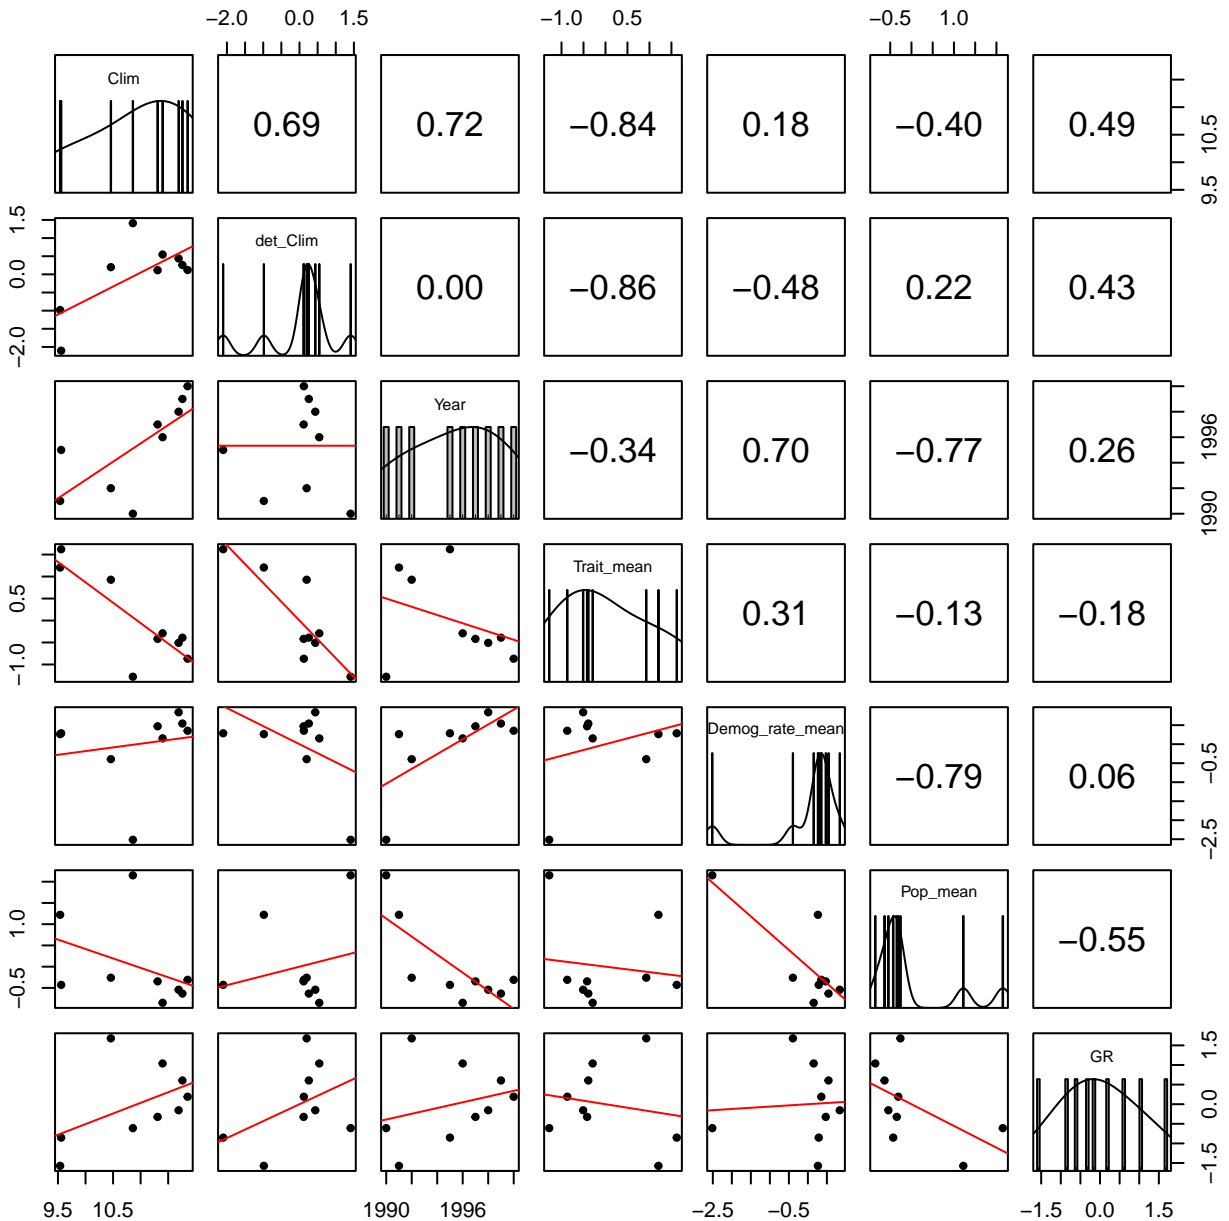 −2.0 0.0 1.5 −1.0 0.5 −0.5 1.0
Clim 0.69 0.72 −0.84 0.18 −0.40 0.49 9.5 10.5
−2.0 0.0 1.5 det_Clim 0.00 −0.86 −0.48 0.22 0.43
Year −0.34 0.70 −0.77 0.26 1990 1996
−1.0 0.5 Trait_mean 0.31 −0.13 −0.18
Demog_rate_mean −0.79 0.06 −2.5 −0.5
−0.5 1.0 Pop_mean −0.55
GR −1.5 0.0 1.5
9.5 10.5 1990 1996 −2.5 −0.5 −1.5 0.0 1.5